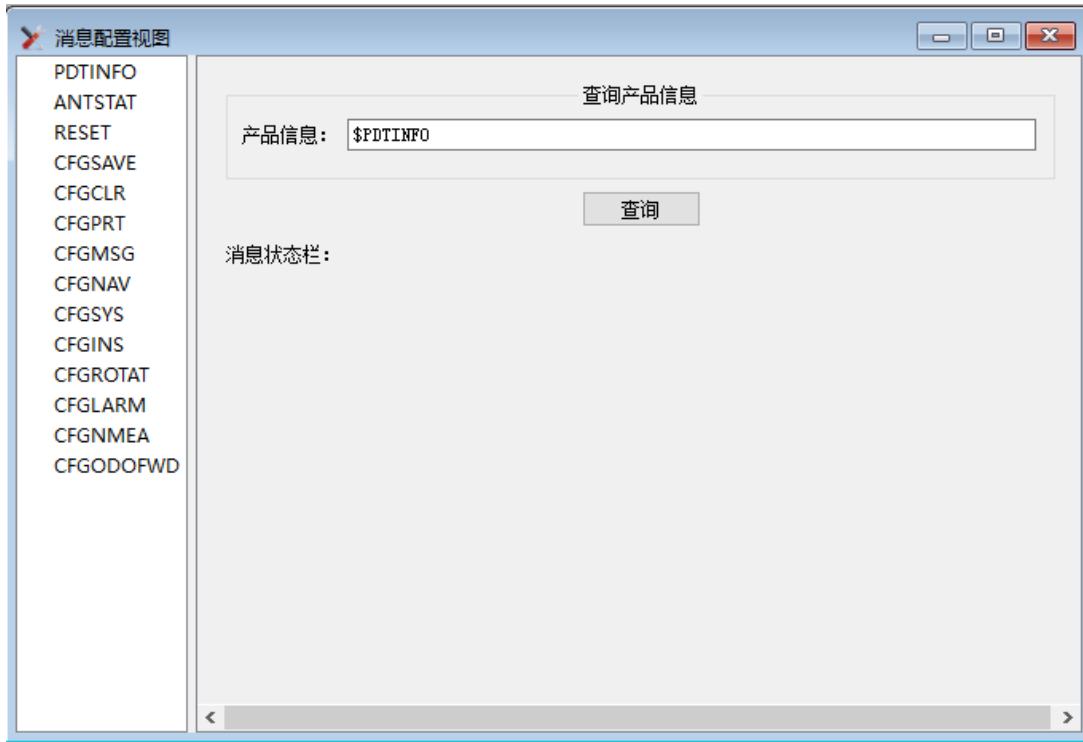 消息配置视图
PDTINFO
ANTSTAT
RESET
CFGSAVE
CFGCLR
CFGPRT
CFGMSG
CFGNAV
CFGSYS
CFGINS
CFGROTAT
CFGLARM
CFGNMEA
CFGODOFWD
查询产品信息
产品信息： $PDTINFO
查询
消息状态栏：